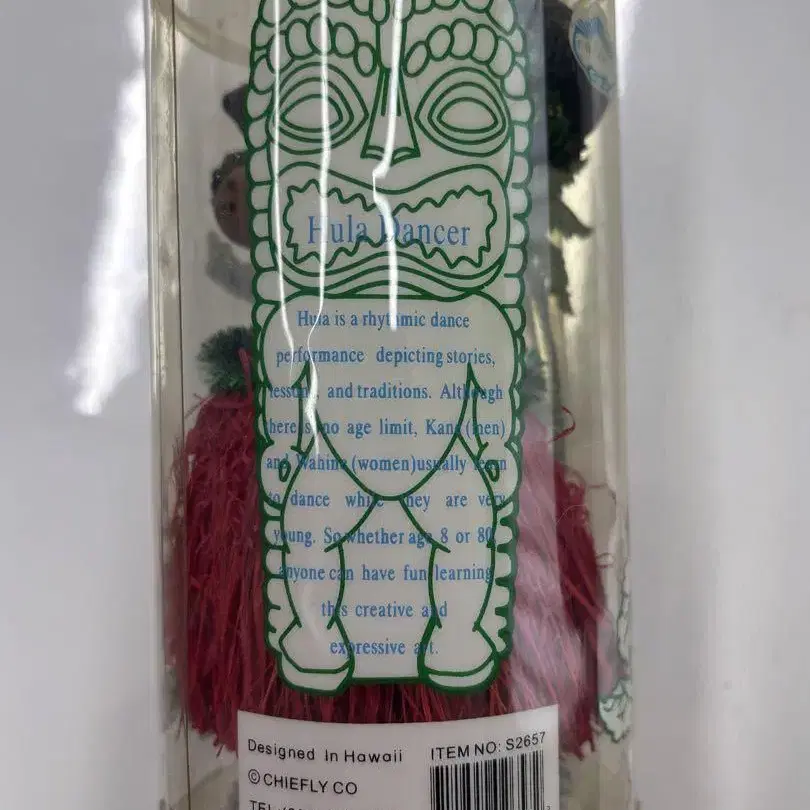 Hula Dancer
Hula is a rhythmic dance
performance depicting stories,
lessons, and traditions. Although
there is no age limit, Kane (men)
and Wahine (women)usually learn
to dance while they are very
young. So whether age 8 or 80
anyone can have fun learning
this creative and
expressive art.
Designed In Hawaii
© CHIEFLY CO
ITEM NO: S2657